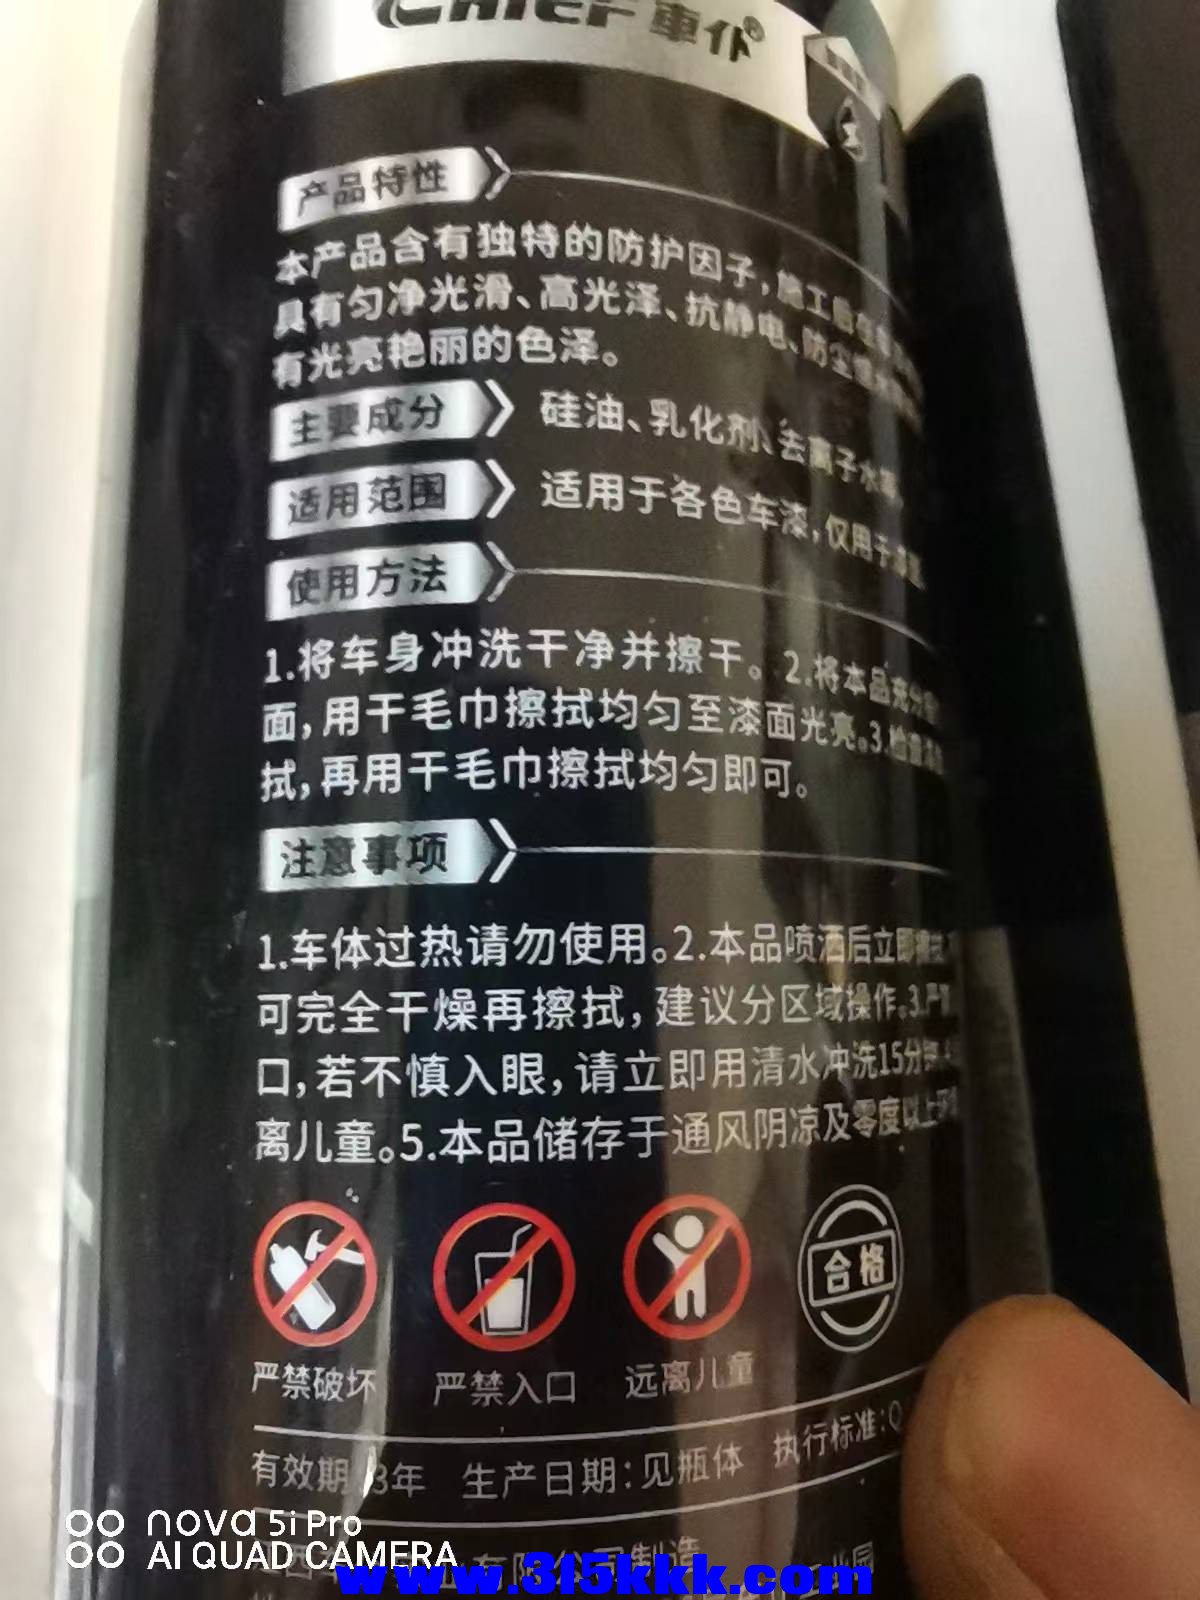 Chief 車仆®
产品特性
本产品含有独特的防护因子,施工后在
具有匀净光滑、高光泽、抗静电、防尘
有光亮艳丽的色泽。
主要成分 硅油、乳化剂、去离子水
适用范围 适用于各色车漆,仅用于
使用方法
1.将车身冲洗干净并擦干。2.将本品充分
面,用干毛巾擦拭均匀至漆面光亮。3.检查
拭,再用干毛巾擦拭均匀即可。
注意事项
1.车体过热请勿使用。2.本品喷洒后立即擦拭
可完全干燥再擦拭,建议分区域操作。3.严
口,若不慎入眼,请立即用清水冲洗15分钟
离儿童。5.本品储存于通风阴凉及零度以上环
合格
严禁破坏 严禁入口 远离儿童
有效期 3年 生产日期:见瓶体 执行标准:Q
有限公司制造
nova 5i Pro
AI QUAD CAMERA
www.315kkk.com